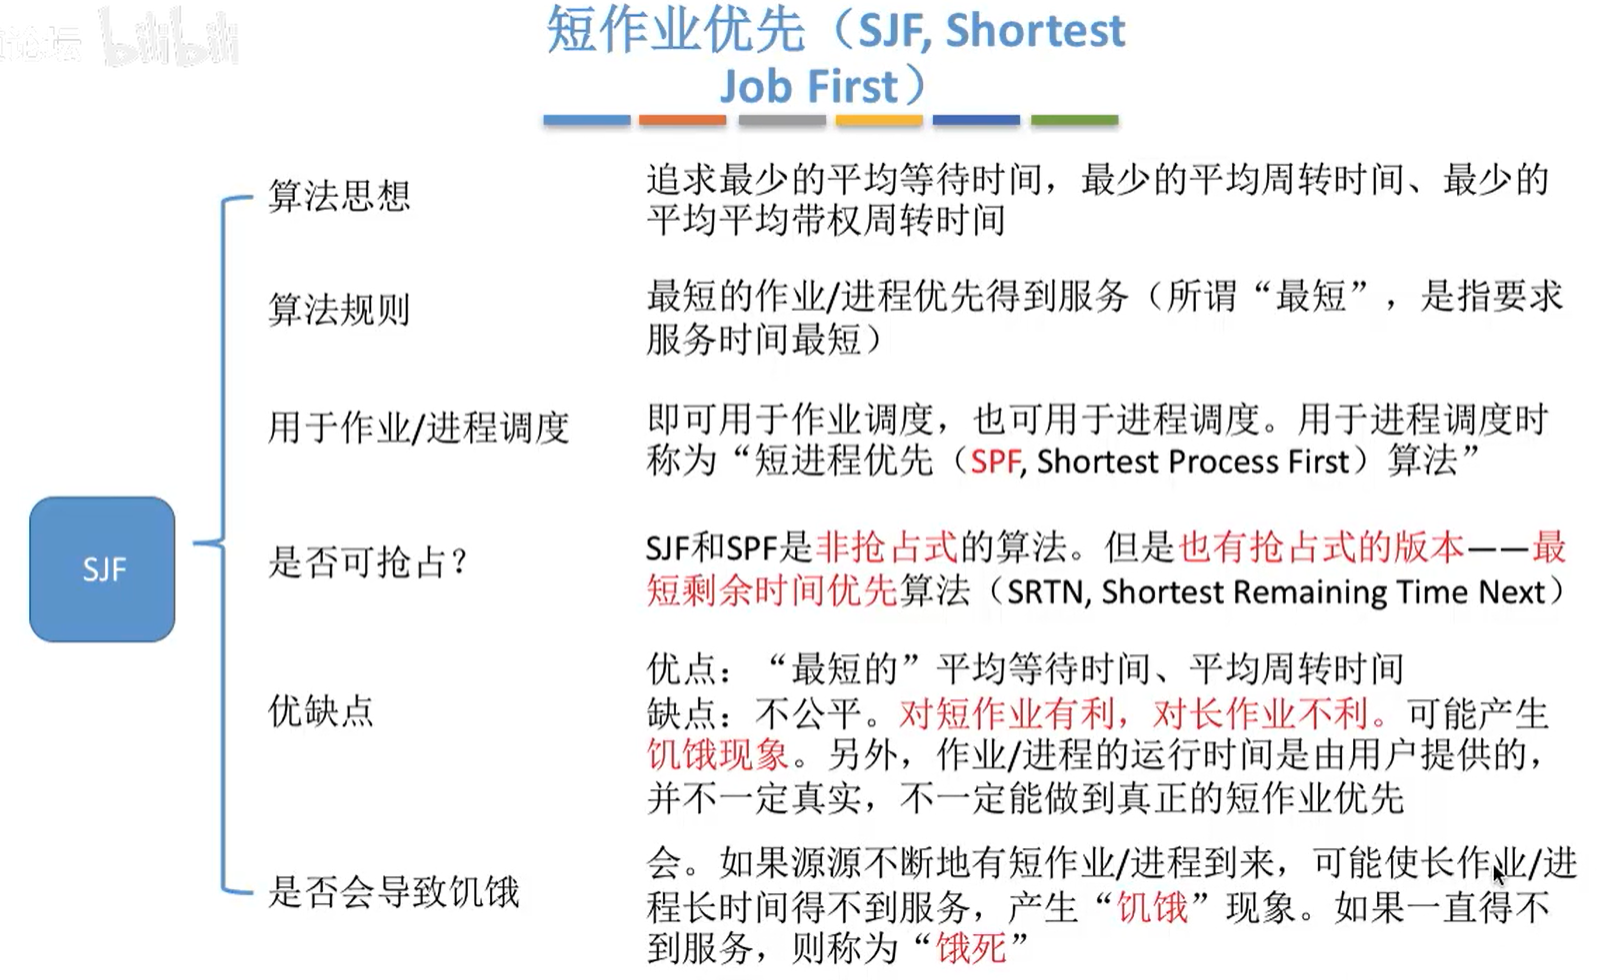 论坛 bilibili
短作业优先（SJF, Shortest
Job First）
算法思想
追求最少的平均等待时间，最少的平均周转时间、最少的
平均平均带权周转时间
算法规则
最短的作业/进程优先得到服务（所谓“最短”，是指要求
服务时间最短）
用于作业/进程调度
即可用于作业调度，也可用于进程调度。用于进程调度时
称为“短进程优先（SPF, Shortest Process First）算法”
SJF
是否可抢占？
SJF和SPF是非抢占式的算法。但是也有抢占式的版本——最
短剩余时间优先算法（SRTN, Shortest Remaining Time Next）
优缺点
优点：“最短的”平均等待时间、平均周转时间
缺点：不公平。对短作业有利，对长作业不利。可能产生
饥饿现象。另外，作业/进程的运行时间是由用户提供的，
并不一定真实，不一定能做到真正的短作业优先
是否会导致饥饿
会。如果源源不断地有短作业/进程到来，可能使长作业/进
程长时间得不到服务，产生“饥饿”现象。如果一直得不
到服务，则称为“饿死”